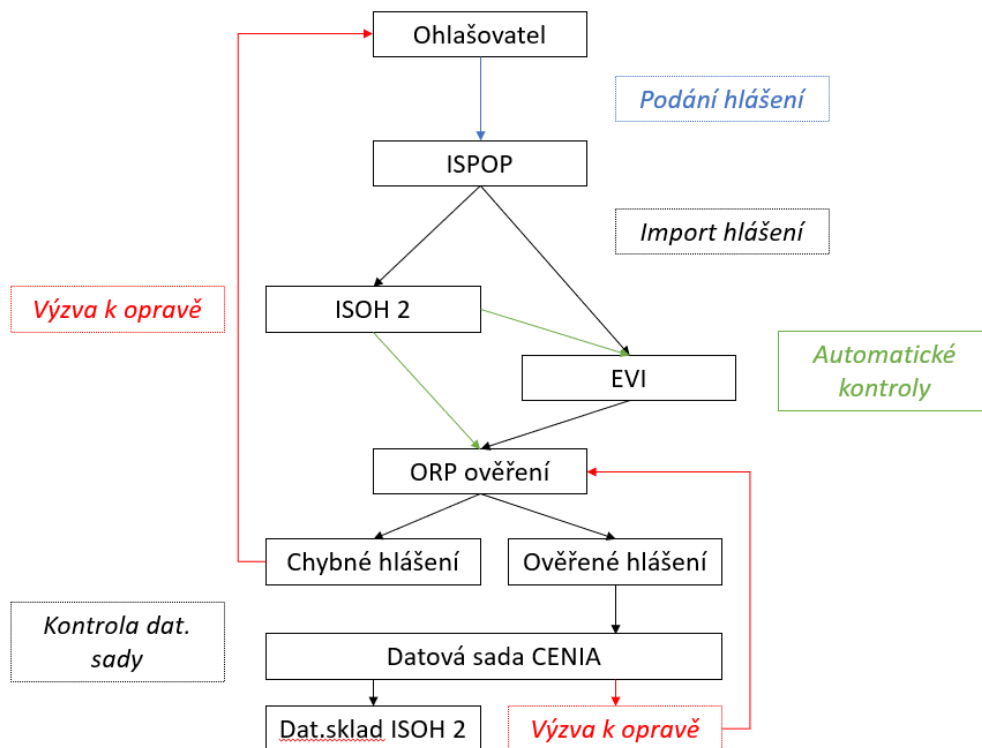 Ohlašovatel
Podání hlášení
ISPOP
Import hlášení
ISOH 2
Výzva k opravě
Automatické
kontroly
EVI
ORP ověření
Chybné hlášení
Ověřené hlášení
Kontrola dat.
sady
Datová sada CENIA
Dat.sklad ISOH 2
Výzva k opravě